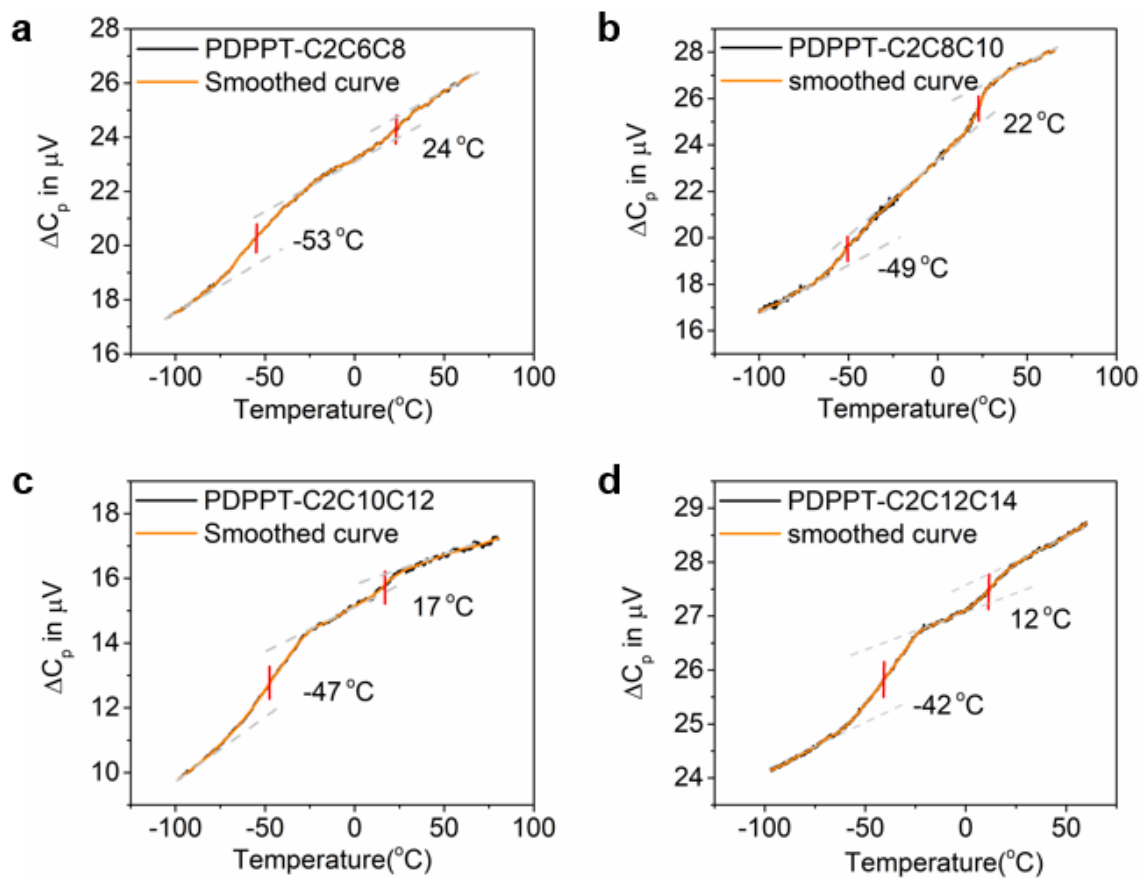 a
PDPPT-C2C6C8
Smoothed curve
28
26
24
22
20
18
16
ΔCp in μV
24 °C
-53 °C
-100 -50 0 50 100
Temperature(°C)
b
PDPPT-C2C8C10
smoothed curve
28
26
24
22
20
18
16
ΔCp in μV
22 °C
-49 °C
-100 -50 0 50 100
Temperature(°C)
c
PDPPT-C2C10C12
Smoothed curve
18
16
14
12
10
ΔCp in μV
17 °C
-47 °C
-100 -50 0 50 100
Temperature(°C)
d
PDPPT-C2C12C14
smoothed curve
29
28
27
26
25
24
ΔCp in μV
12 °C
-42 °C
-100 -50 0 50
Temperature(°C)